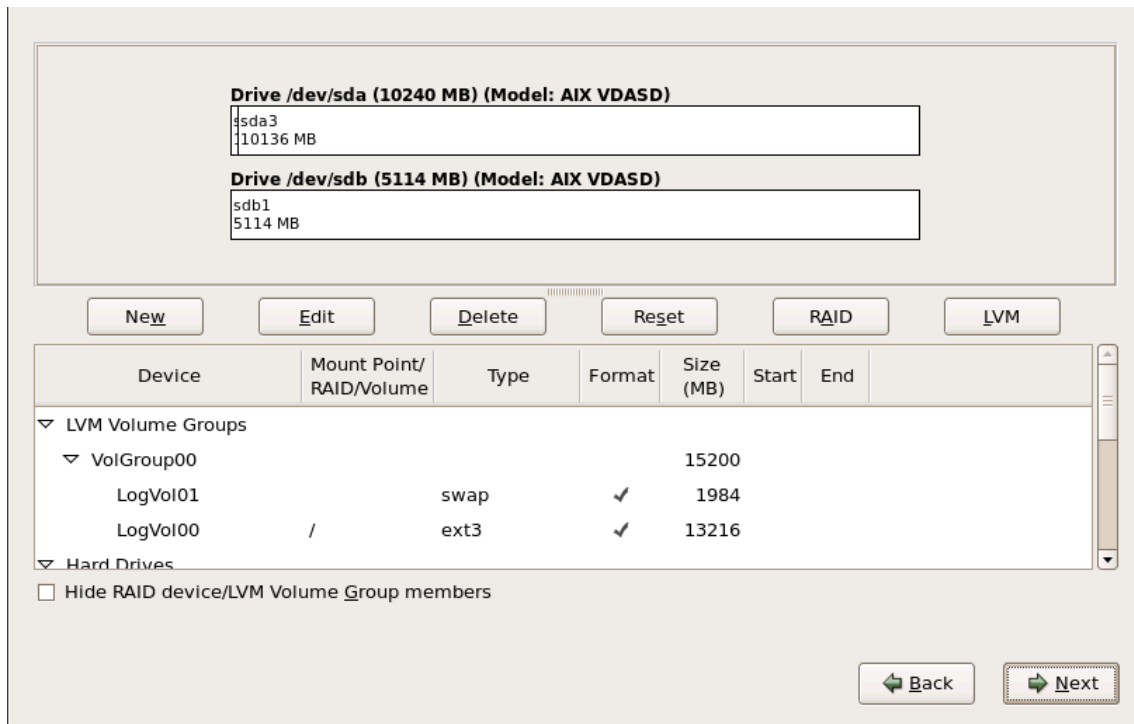 Drive /dev/sda (10240 MB) (Model: AIX VDASD)
sda3
10136 MB
Drive /dev/sdb (5114 MB) (Model: AIX VDASD)
sdb1
5114 MB
New Edit Delete Reset RAID LVM
Device Mount Point/ RAID/Volume Type Format Size (MB) Start End
LVM Volume Groups
VolGroup00 15200
LogVol01 swap ✓ 1984
LogVol00 / ext3 ✓ 13216
Hard Drives
Hide RAID device/LVM Volume Group members
Back Next